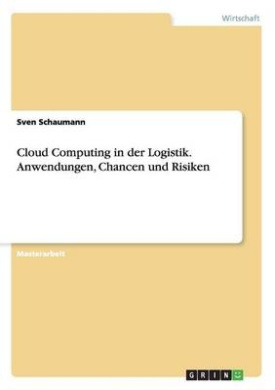 Wirtschaft
Sven Schaumann
Cloud Computing in der Logistik.
Anwendungen, Chancen und Risiken
Masterarbeit
GRIN